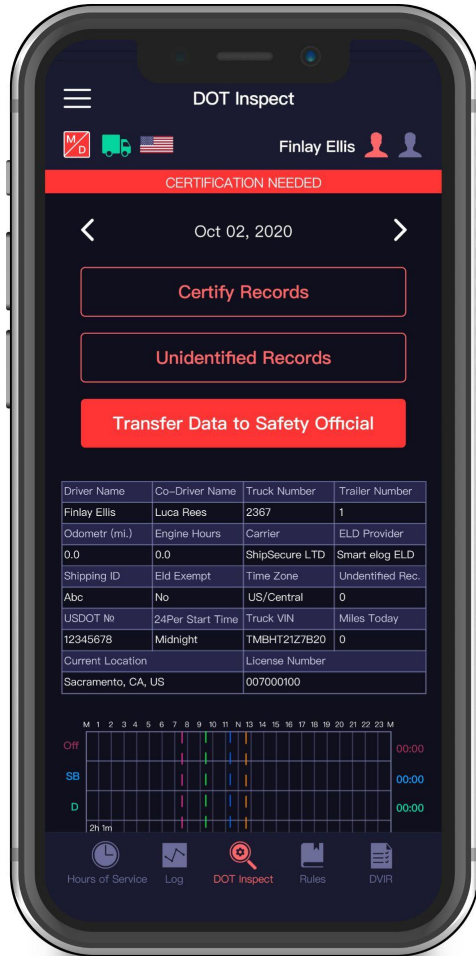 DOT Inspect
M/D
Finlay Ellis
CERTIFICATION NEEDED
Oct 02, 2020
Certify Records
Unidentified Records
Transfer Data to Safety Official
Driver Name Co-Driver Name Truck Number Trailer Number
Finlay Ellis Luca Rees 2367 1
Odometr (mi.) Engine Hours Carrier ELD Provider
0.0 0.0 ShipSecure LTD Smart elog ELD
Shipping ID Eld Exempt Time Zone Undentified Rec.
Abc No US/Central 0
USDOT № 24Per Start Time Truck VIN Miles Today
12345678 Midnight TMBHT21Z7B20 0
Current Location License Number
Sacramento, CA, US 007000100
M 1 2 3 4 5 6 7 8 9 10 11 N 13 14 15 16 17 18 19 20 21 22 23 M
Off 00:00
SB 00:00
D 00:00
2h 1m
Hours of Service Log DOT Inspect Rules DVIR